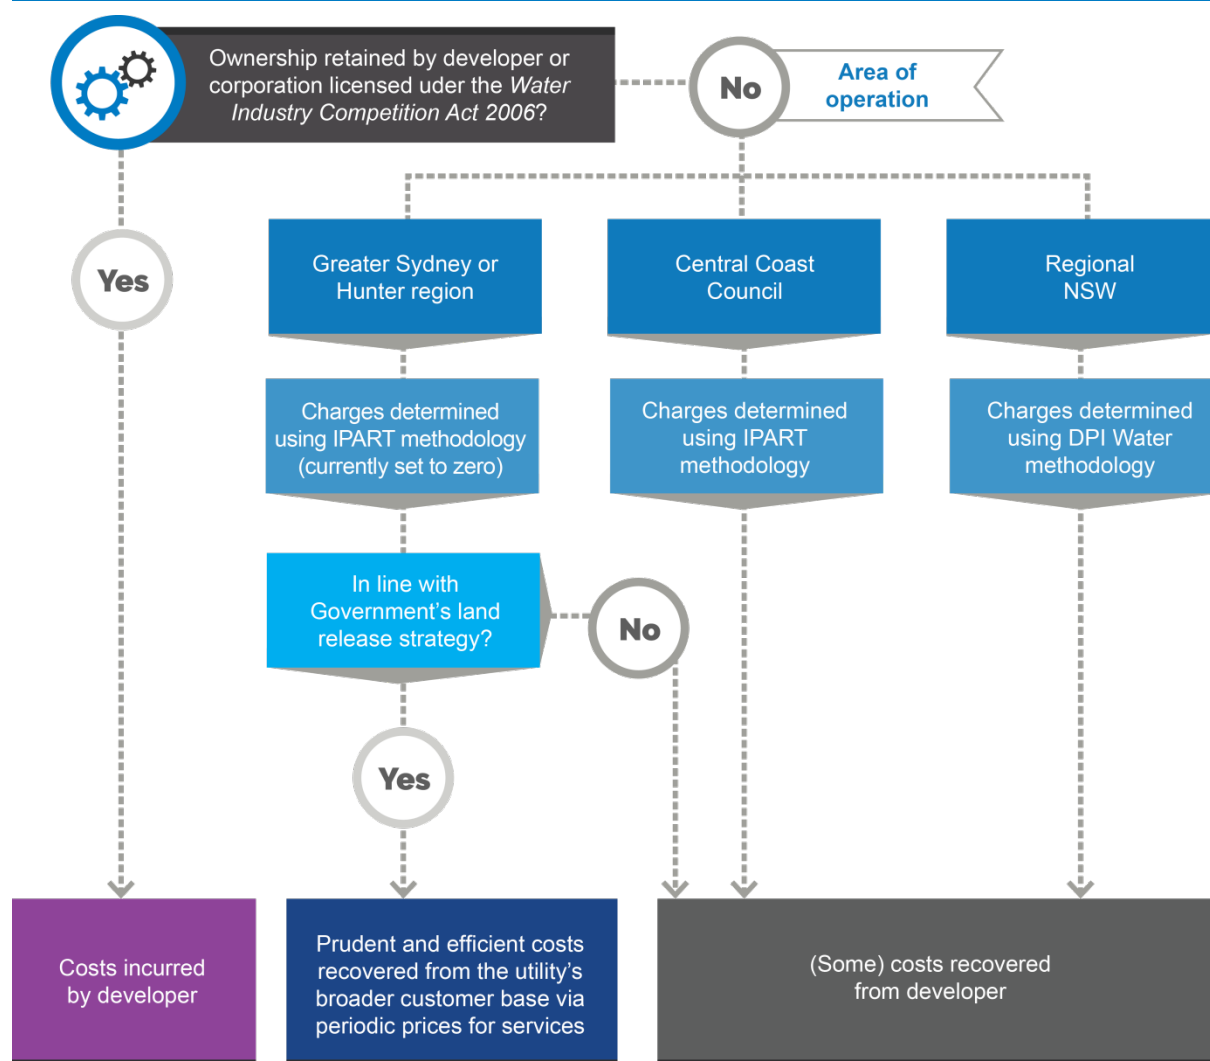 Ownership retained by developer or
corporation licensed uder the Water
Industry Competition Act 2006?
No
Area of
operation
Yes
Greater Sydney or
Hunter region
Central Coast
Council
Regional
NSW
Charges determined
using IPART methodology
(currently set to zero)
Charges determined
using IPART
methodology
Charges determined
using DPI Water
methodology
In line with
Government’s land
release strategy?
No
Yes
Costs incurred
by developer
Prudent and efficient costs
recovered from the utility’s
broader customer base via
periodic prices for services
(Some) costs recovered
from developer